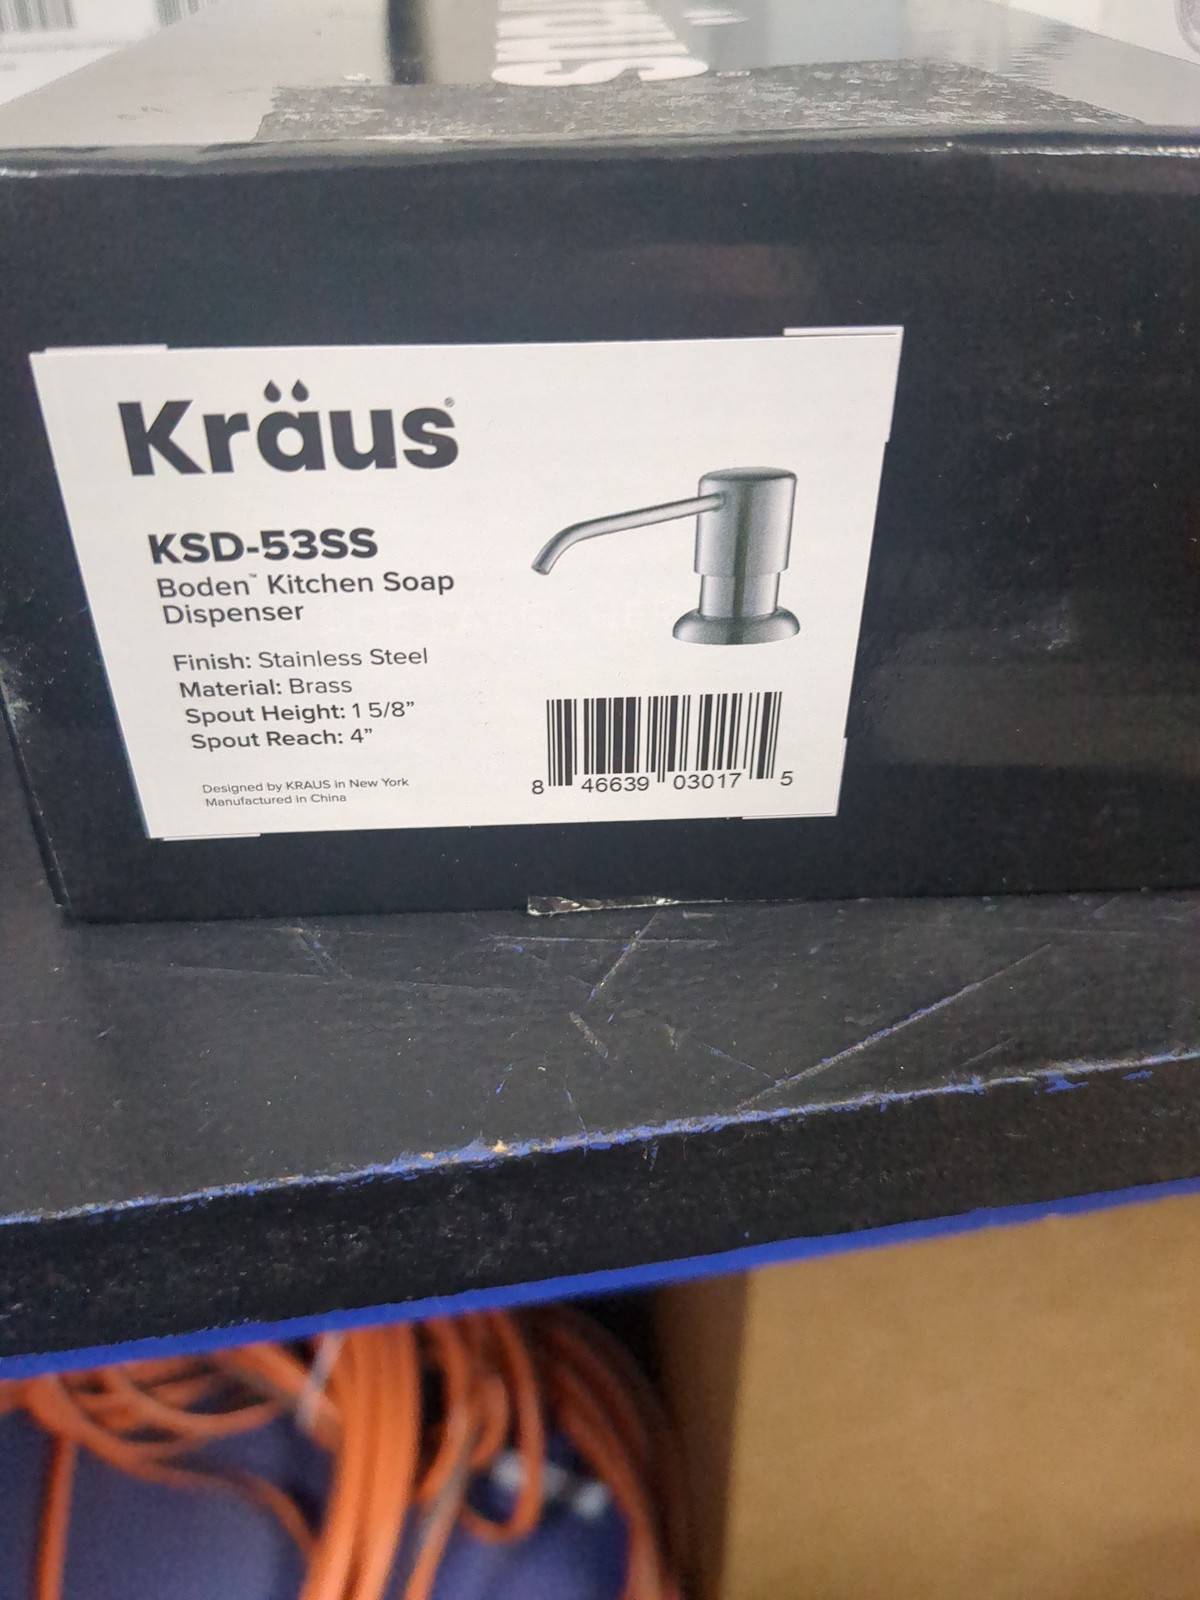 Kräus®
KSD-53SS
Boden™ Kitchen Soap
Dispenser
Finish: Stainless Steel
Material: Brass
Spout Height: 1 5/8”
Spout Reach: 4”
Designed by KRAUS in New York
Manufactured in China
8 46639 03017 5